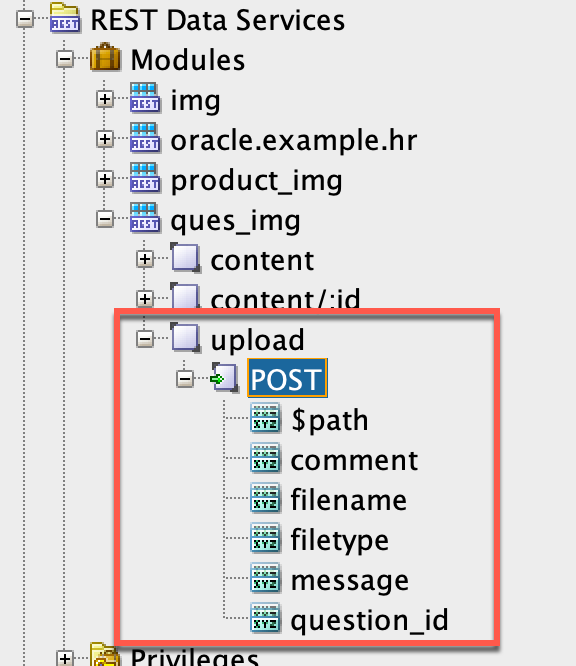 REST Data Services
Modules
img
oracle.example.hr
product_img
ques_img
content
content/:id
upload
POST
$path
comment
filename
filetype
message
question_id
Privileges